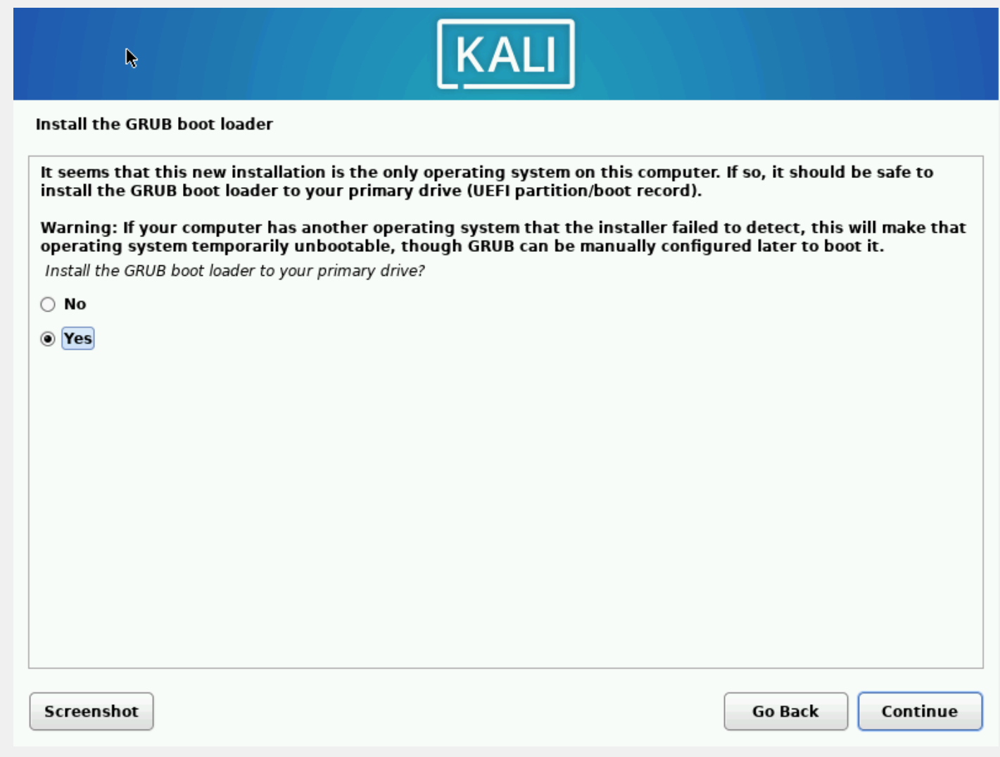 KALI
Install the GRUB boot loader
It seems that this new installation is the only operating system on this computer. If so, it should be safe to
install the GRUB boot loader to your primary drive (UEFI partition/boot record).
Warning: If your computer has another operating system that the installer failed to detect, this will make that
operating system temporarily unbootable, though GRUB can be manually configured later to boot it.
Install the GRUB boot loader to your primary drive?
No
Yes
Screenshot
Go Back
Continue